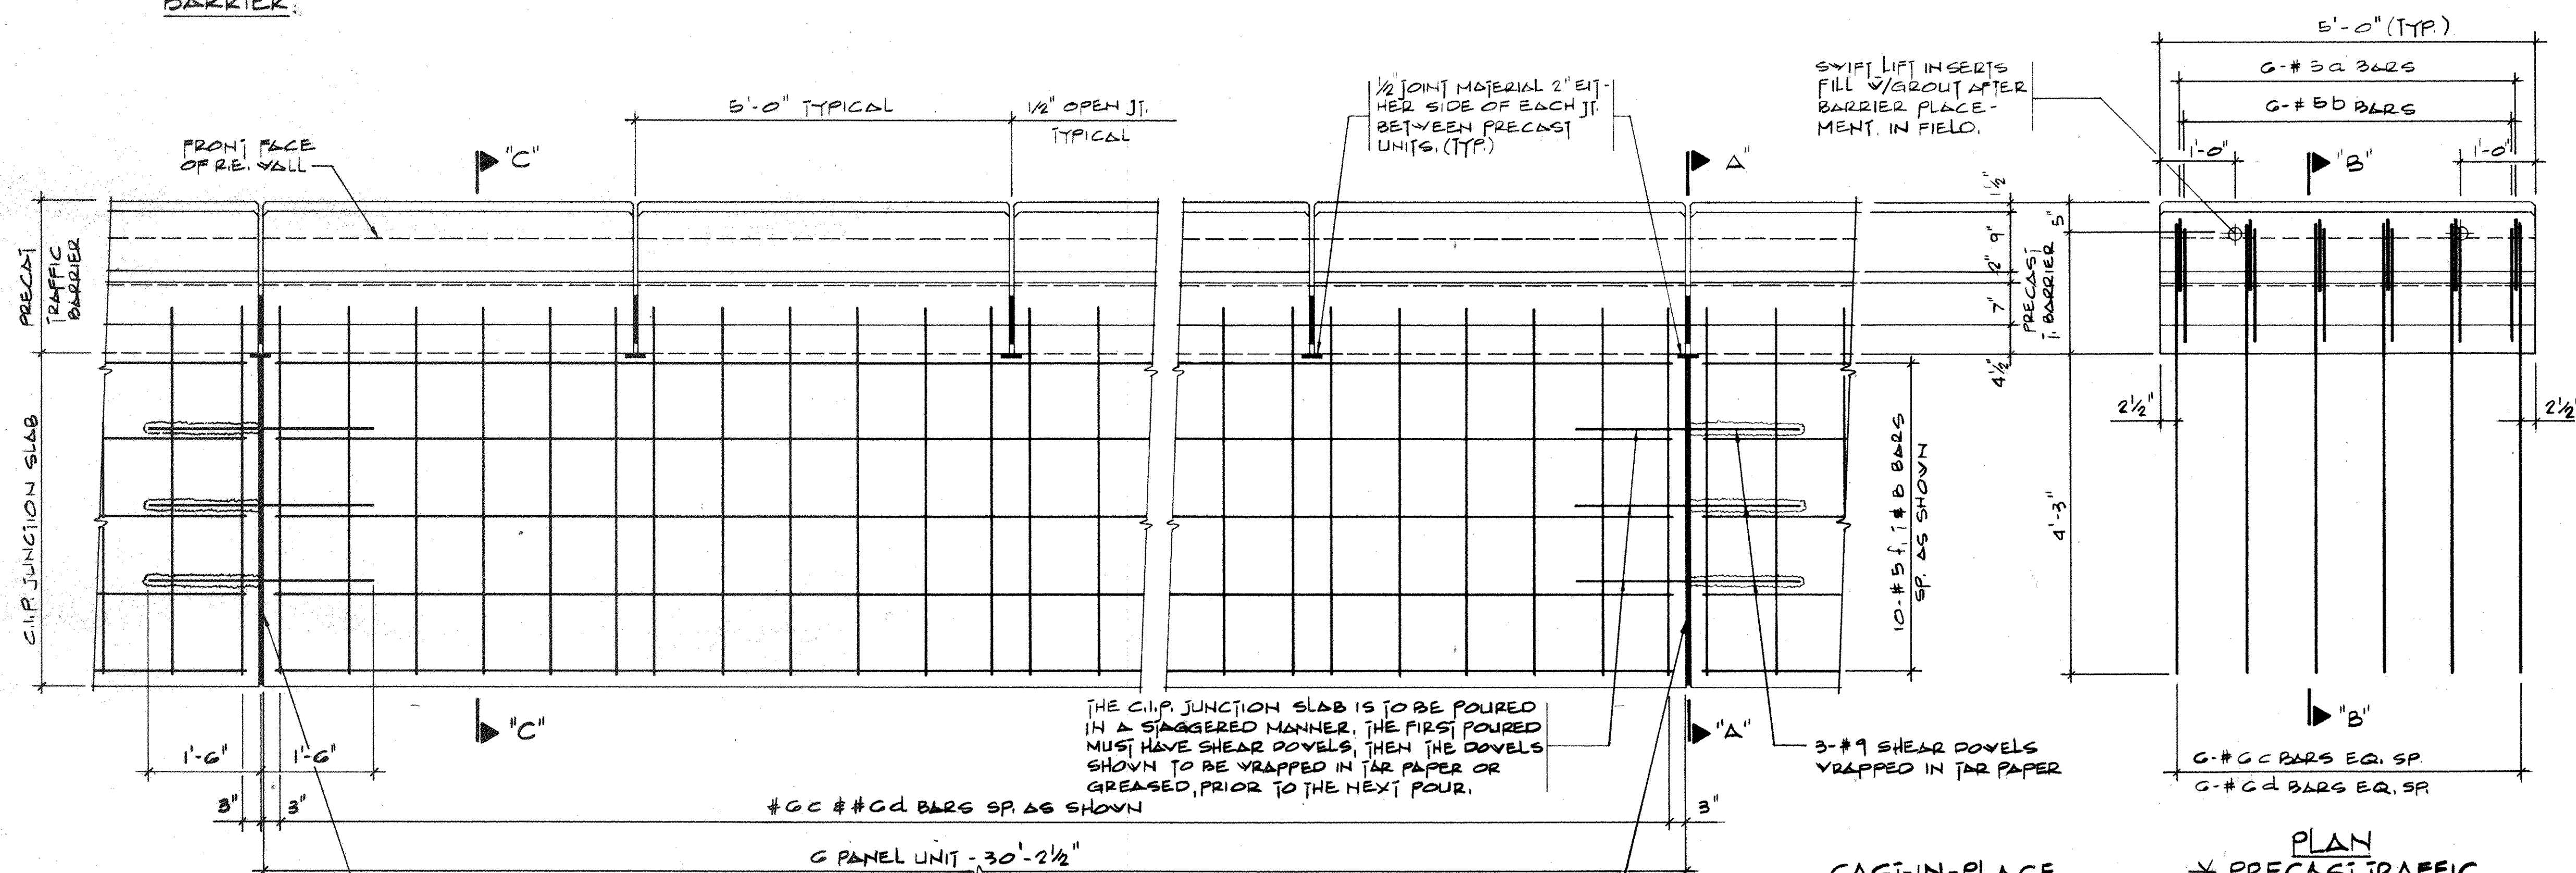 BARRIER.
5'-0" (TYP.)
6-#5a BARS
6-#5b BARS
1'-0"
"B"
1'-0"
SWIFT LIFT INSERTS
FILL W/GROUT AFTER
BARRIER PLACE-
MENT. IN FIELD.
1/2" JOINT MATERIAL 2" EIT-
HER SIDE OF EACH JT.
BETWEEN PRECAST
UNITS. (TYP.)
5'-0" TYPICAL
1/2" OPEN JT.
TYPICAL
FRONT FACE
OF R.E. WALL
"C"
A"
1 1/2"
9"
2"
7"
4 1/2"
5"
PRECAST
T. BARRIER
PRECAST
TRAFFIC
BARRIER
C.I.P. JUNCTION SLAB
10-#5 f, i & B BARS
SP. AS SHOWN
4'-3"
2 1/2"
2 1/2"
"C"
"A"
"B"
THE C.I.P. JUNCTION SLAB IS TO BE POURED
IN A STAGGERED MANNER. THE FIRST POURED
MUST HAVE SHEAR DOWELS, THEN THE DOWELS
SHOWN TO BE WRAPPED IN TAR PAPER OR
GREASED, PRIOR TO THE NEXT POUR.
3-#9 SHEAR DOWELS
WRAPPED IN TAR PAPER
6-#6c BARS EQ. SP.
6-#6d BARS EQ. SP.
1'-6"
1'-6"
3"
3"
#6c & #6d BARS SP. AS SHOWN
3"
6 PANEL UNIT - 30'-2 1/2"
PLAN
CAST-IN-PLACE
PRECAST TRAFFIC